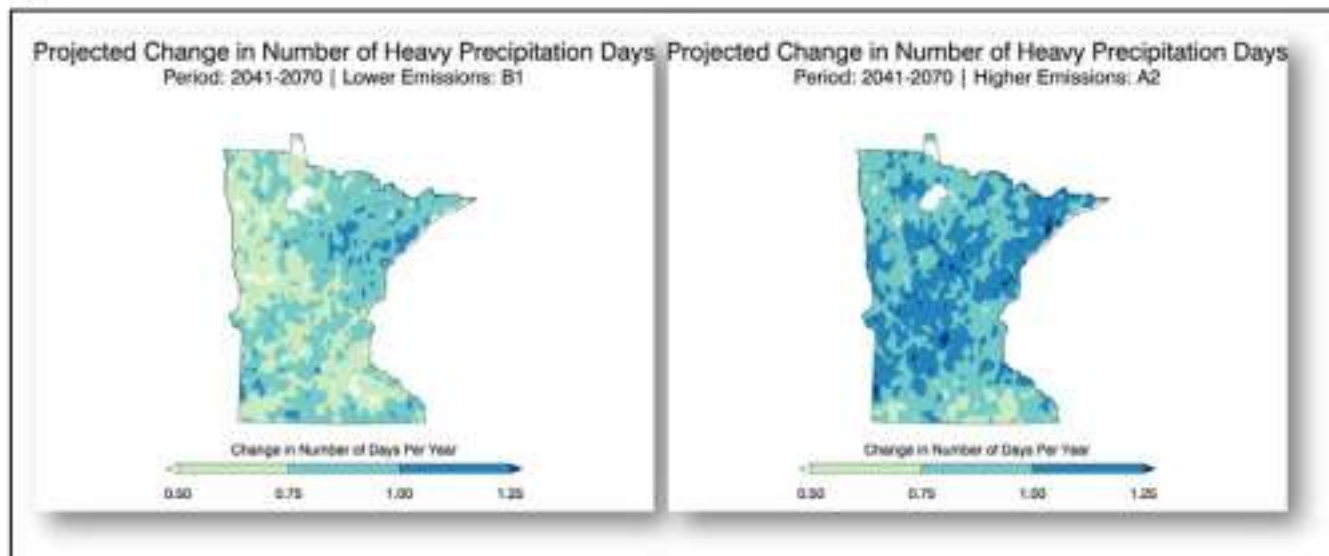 Projected Change in Number of Heavy Precipitation Days
Period: 2041-2070 | Lower Emissions: B1
Change in Number of Days Per Year
0.50 0.75 1.00 1.25
Projected Change in Number of Heavy Precipitation Days
Period: 2041-2070 | Higher Emissions: A2
Change in Number of Days Per Year
0.50 0.75 1.00 1.25